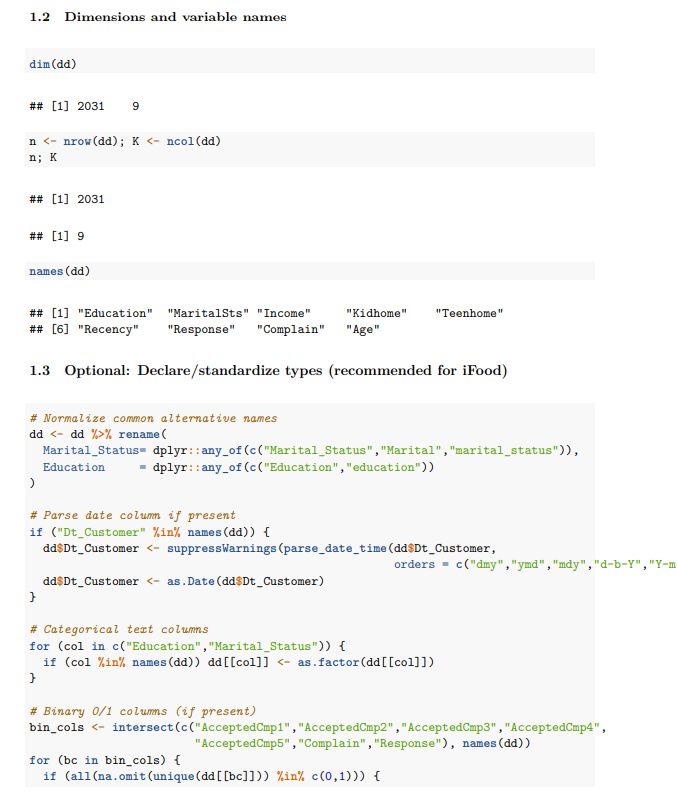 1.2 Dimensions and variable names
dim(dd)
## [1] 2031    9
n <- nrow(dd); K <- ncol(dd)
n; K
## [1] 2031
## [1] 9
names(dd)
## [1] "Education"  "MaritalSts" "Income"     "Kidhome"    "Teenhome"
## [6] "Recency"    "Response"   "Complain"   "Age"
1.3 Optional: Declare/standardize types (recommended for iFood)
# Normalize common alternative names
dd <- dd %>% rename(
  Marital_Status= dplyr::any_of(c("Marital_Status","Marital","marital_status")),
  Education     = dplyr::any_of(c("Education","education"))
)
# Parse date column if present
if ("Dt_Customer" %in% names(dd)) {
  dd$Dt_Customer <- suppressWarnings(parse_date_time(dd$Dt_Customer,
                                                     orders = c("dmy","ymd","mdy","d-b-Y","Y-m
  dd$Dt_Customer <- as.Date(dd$Dt_Customer)
}
# Categorical text columns
for (col in c("Education","Marital_Status")) {
  if (col %in% names(dd)) dd[[col]] <- as.factor(dd[[col]])
}
# Binary 0/1 columns (if present)
bin_cols <- intersect(c("AcceptedCmp1","AcceptedCmp2","AcceptedCmp3","AcceptedCmp4",
                        "AcceptedCmp5","Complain","Response"), names(dd))
for (bc in bin_cols) {
  if (all(na.omit(unique(dd[[bc]])) %in% c(0,1))) {